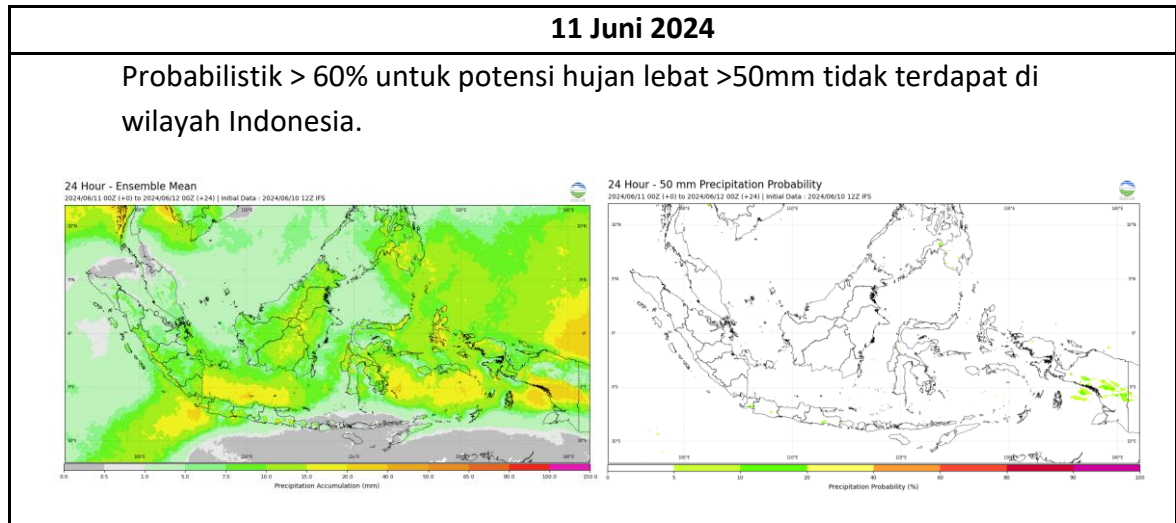 11 Juni 2024
Probabilistik > 60% untuk potensi hujan lebat >50mm tidak terdapat di
wilayah Indonesia.
24 Hour - Ensemble Mean
2024/06/11 00Z (+0) to 2024/06/12 00Z (+24) | Initial Data : 2024/06/10 12Z IFS
0.0 0.5 1.0 5.0 7.0 10.0 15.0 20.0 40.0 50.0 65.0 80.0 100.0 150.0
Precipitation Accumulation (mm)
24 Hour - 50 mm Precipitation Probability
2024/06/11 00Z (+0) to 2024/06/12 00Z (+24) | Initial Data : 2024/06/10 12Z IFS
0 5 10 20 40 60 80 90 100
Precipitation Probability (%)